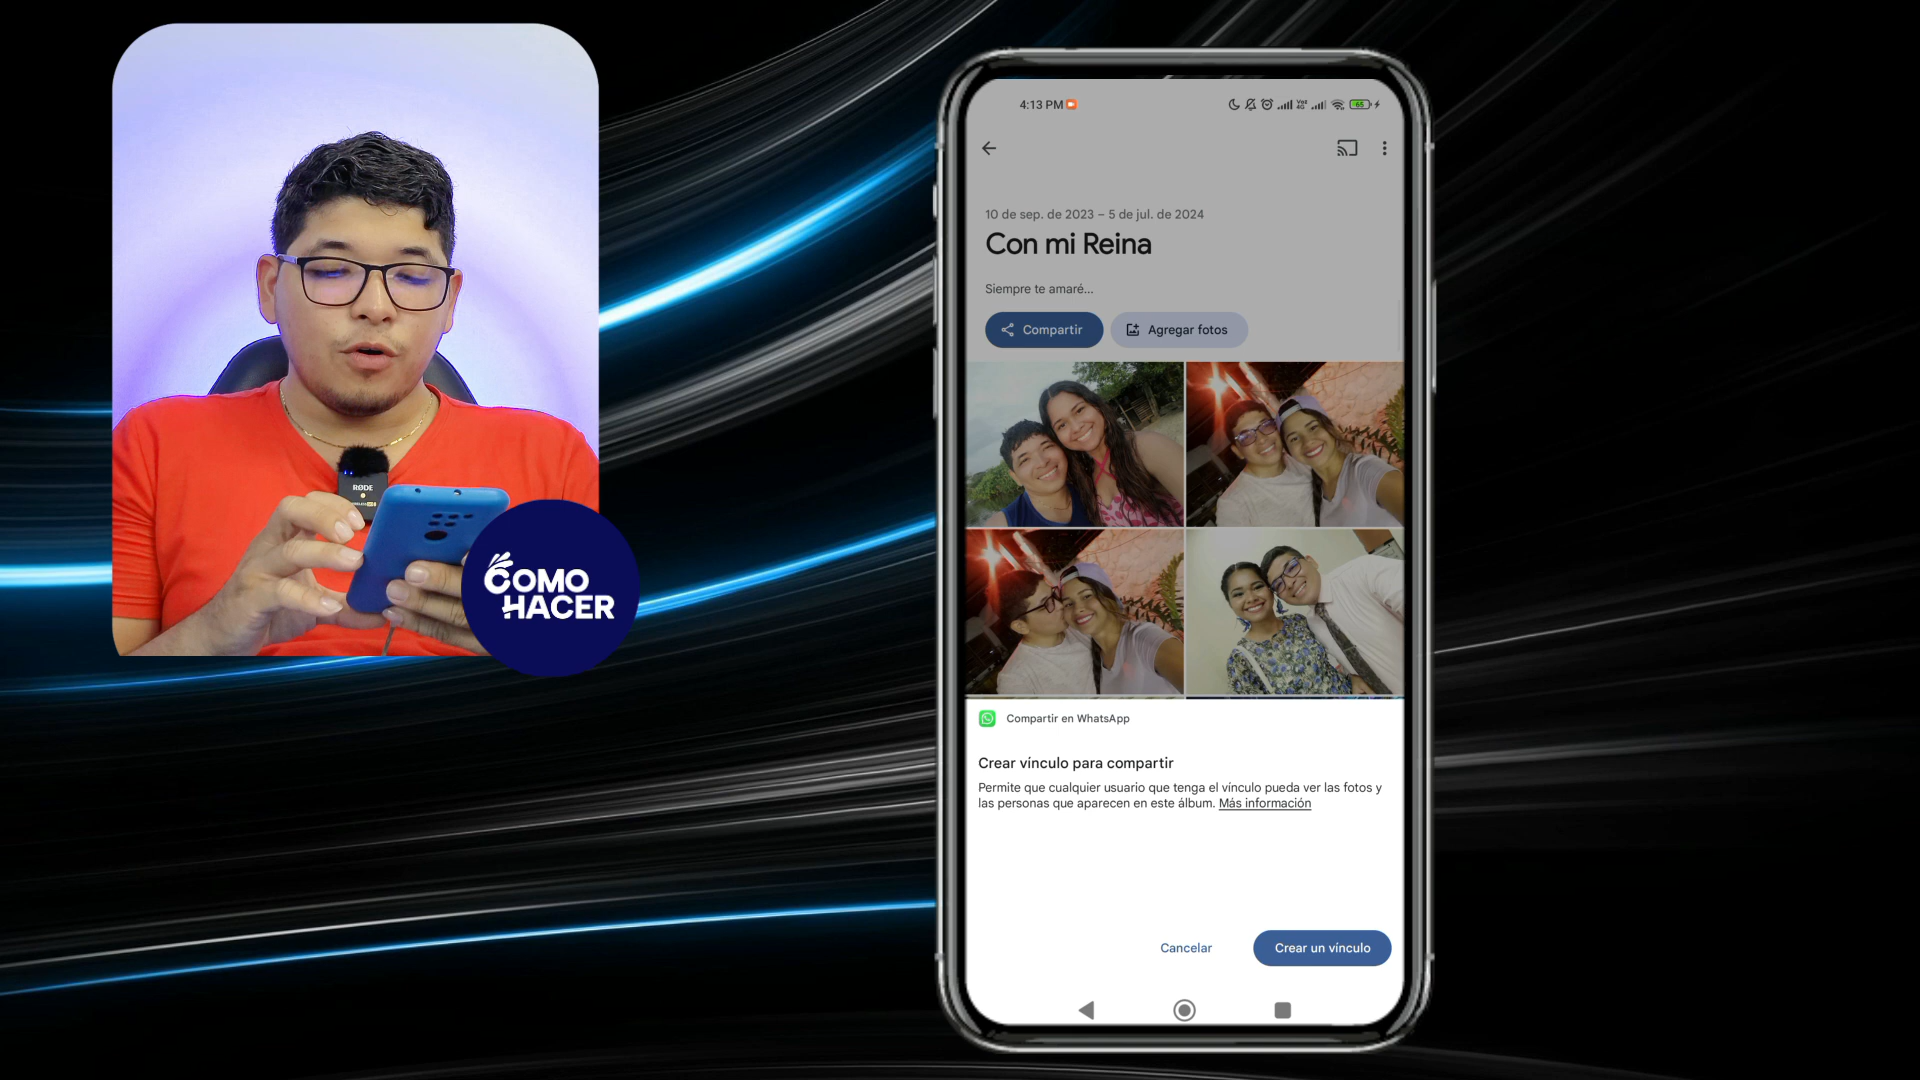 RØDE
COMO
HACER
4:13 PM
65
10 de sep. de 2023 – 5 de jul. de 2024
Con mi Reina
Siempre te amaré...
Compartir
Agregar fotos
Compartir en WhatsApp
Crear vínculo para compartir
Permite que cualquier usuario que tenga el vínculo pueda ver las fotos y
las personas que aparecen en este álbum. Más información
Cancelar
Crear un vínculo